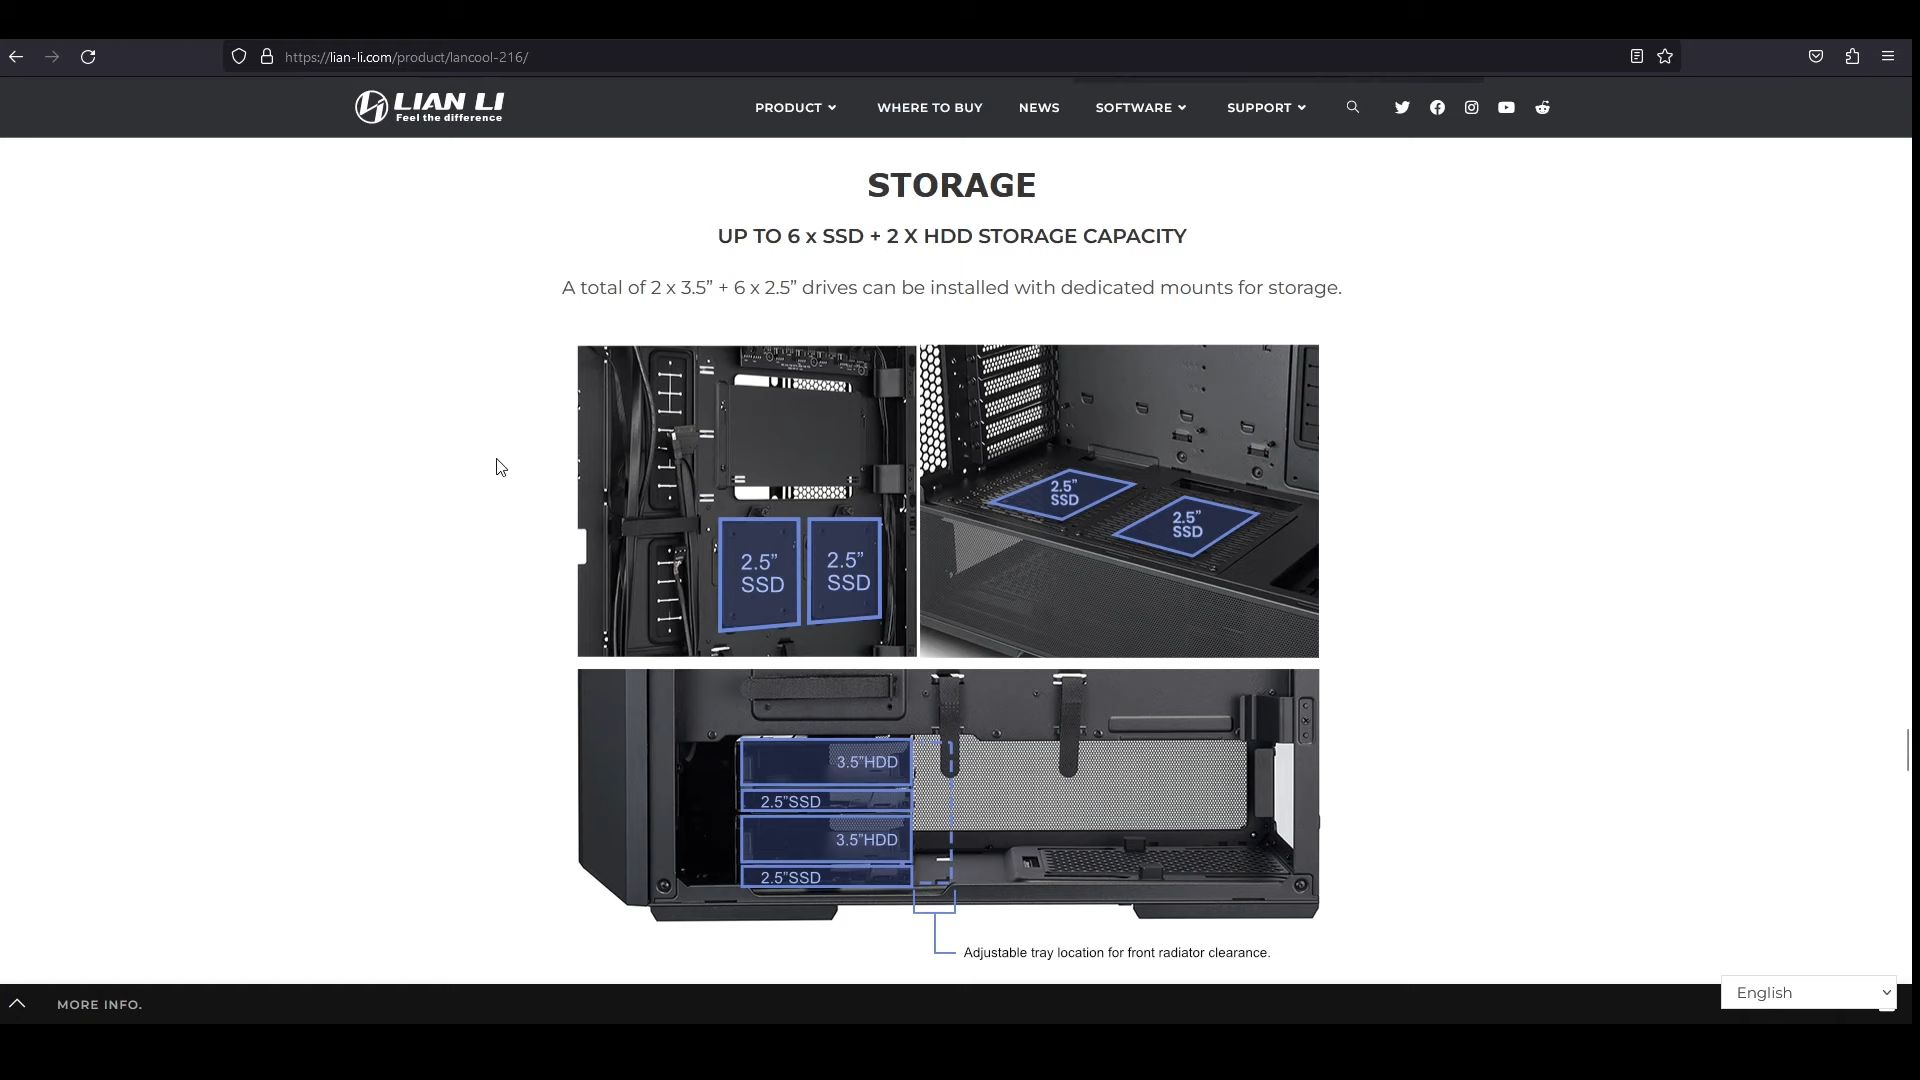 https://lian-li.com/product/lancool-216/
LIAN LI
Feel the difference
PRODUCT
WHERE TO BUY
NEWS
SOFTWARE
SUPPORT
STORAGE
UP TO 6 x SSD + 2 X HDD STORAGE CAPACITY
A total of 2 x 3.5” + 6 x 2.5” drives can be installed with dedicated mounts for storage.
2.5”
SSD
2.5”
SSD
2.5”
SSD
2.5”
SSD
3.5”HDD
2.5”SSD
3.5”HDD
2.5”SSD
Adjustable tray location for front radiator clearance.
MORE INFO.
English